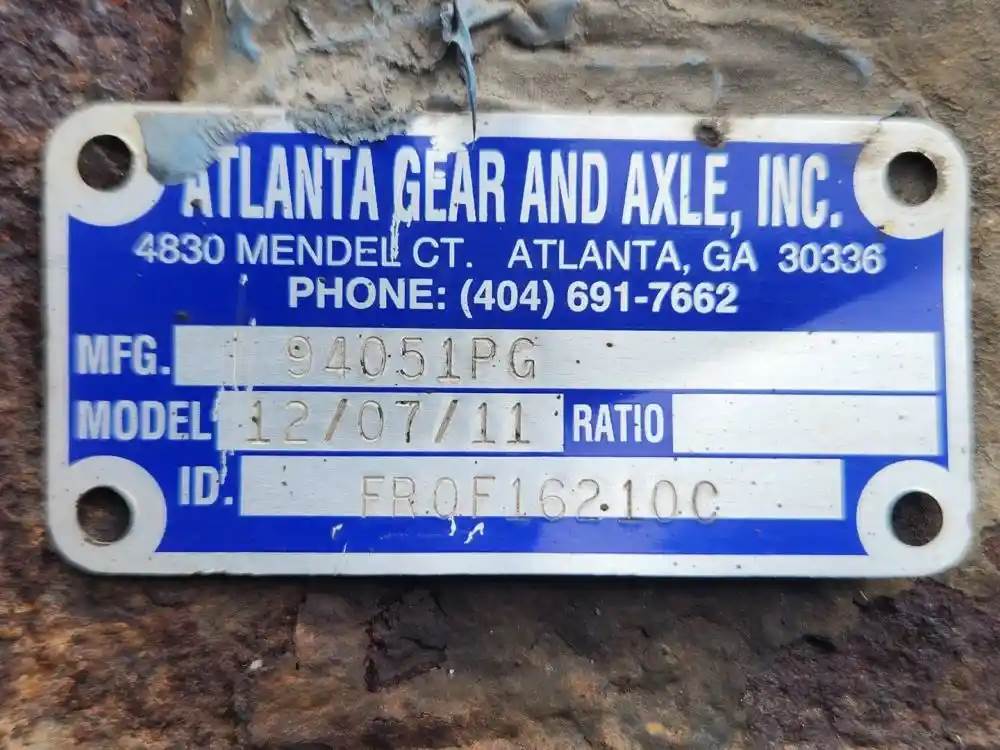 ATLANTA GEAR AND AXLE, INC.
4830 MENDEL CT. ATLANTA, GA 30336
PHONE: (404) 691-7662
MFG. 94051PG
MODEL 12/07/11 RATIO
ID. FROF16210C